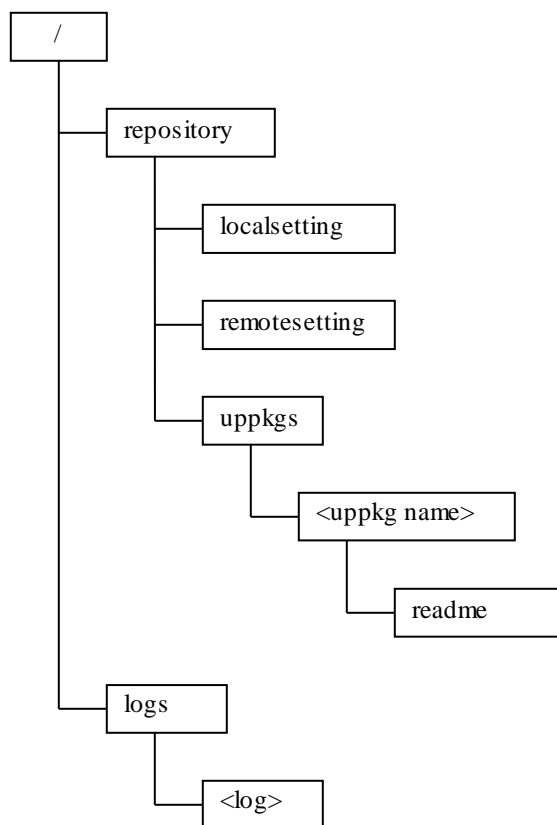 /
repository
localsetting
remotesetting
uppkgs
<uppkg name>
readme
logs
<log>